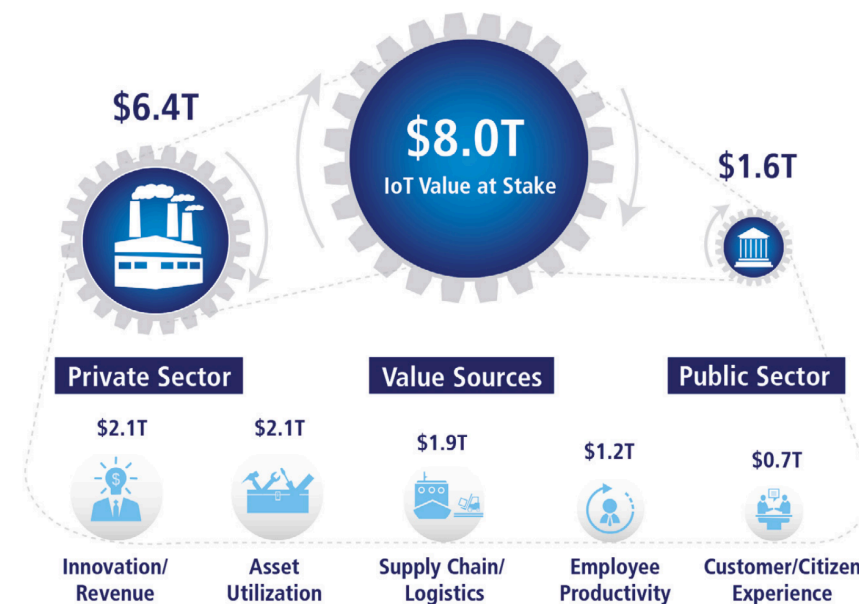 $6.4T
$8.0T
IoT Value at Stake
$1.6T
Private Sector
Value Sources
Public Sector
$2.1T
$2.1T
$1.9T
$1.2T
$0.7T
$
Innovation/
Revenue
Asset
Utilization
Supply Chain/
Logistics
Employee
Productivity
Customer/Citizen
Experience